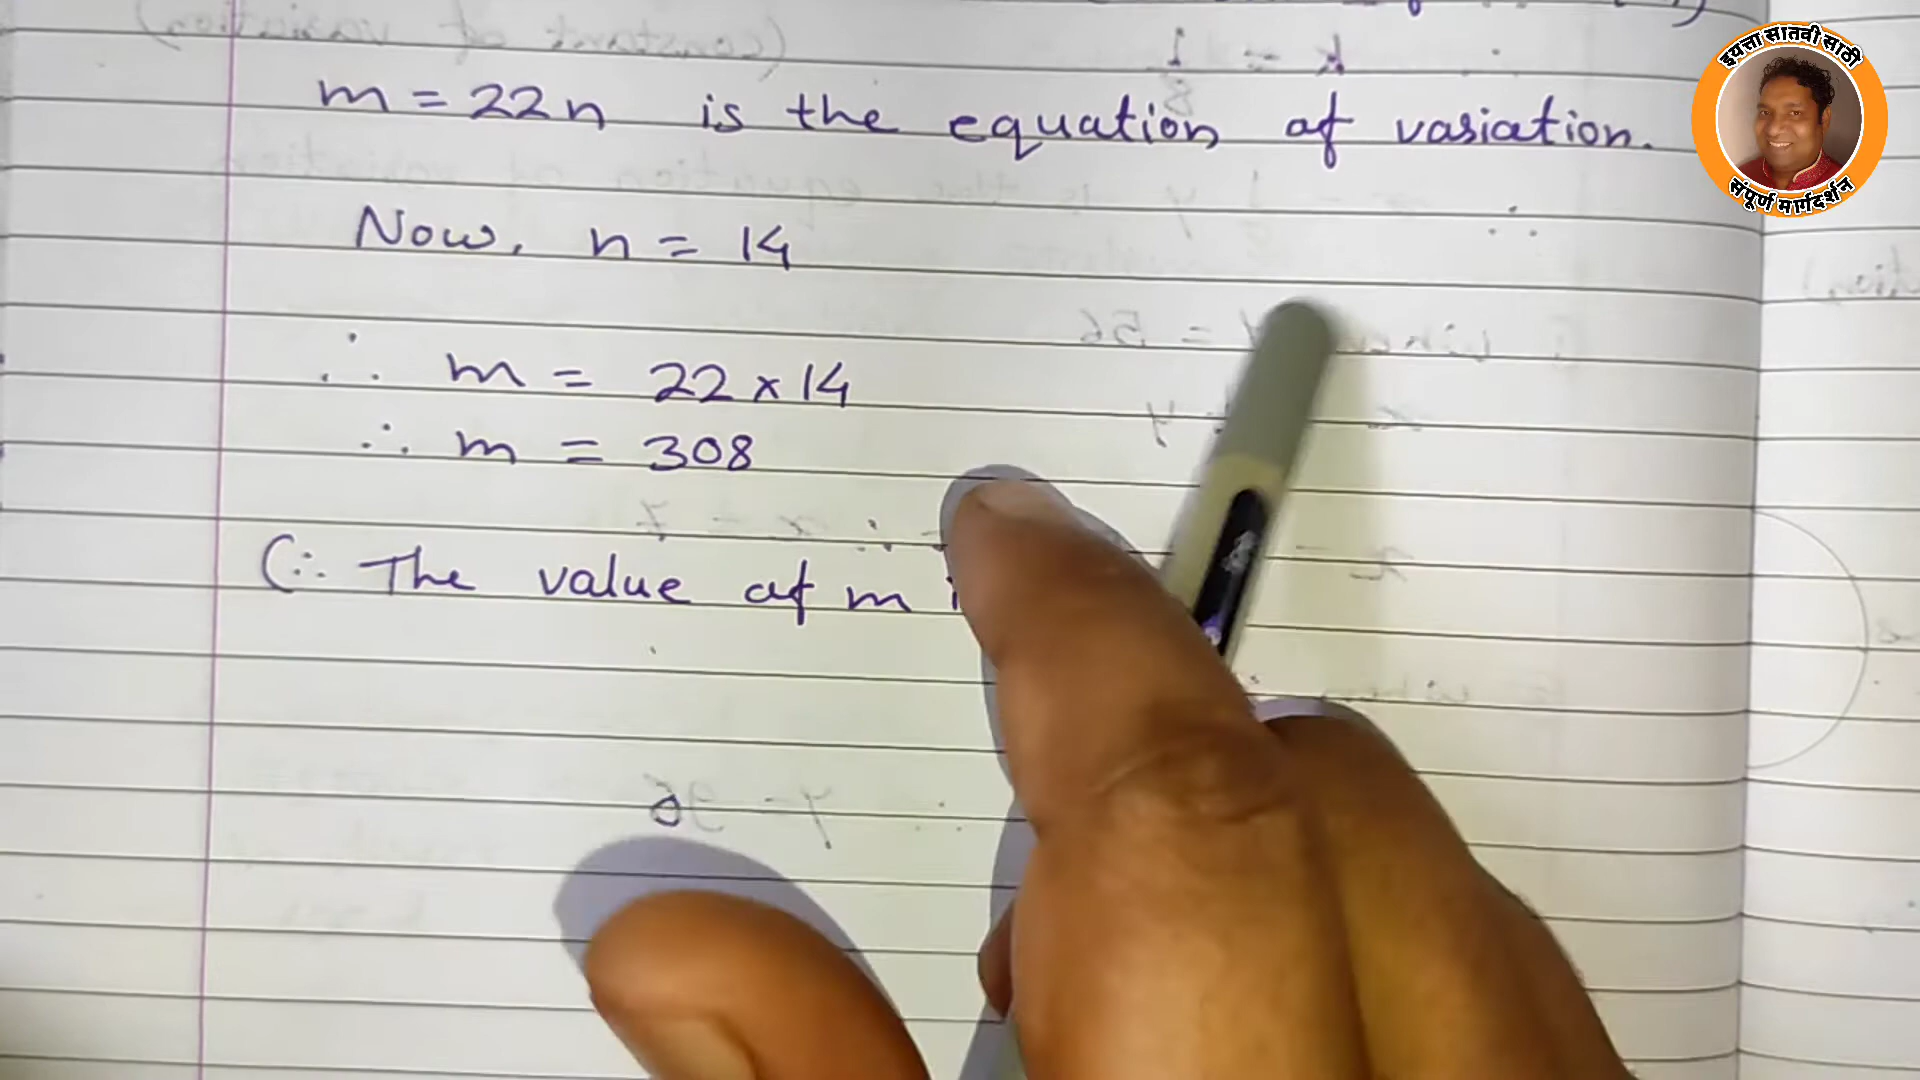 m = 22n is the equation of variation.
Now, n = 14
∴ m = 22 × 14
∴ m = 308
(∴ The value of m
इयत्ता सातवी साठी
संपूर्ण मार्गदर्शन